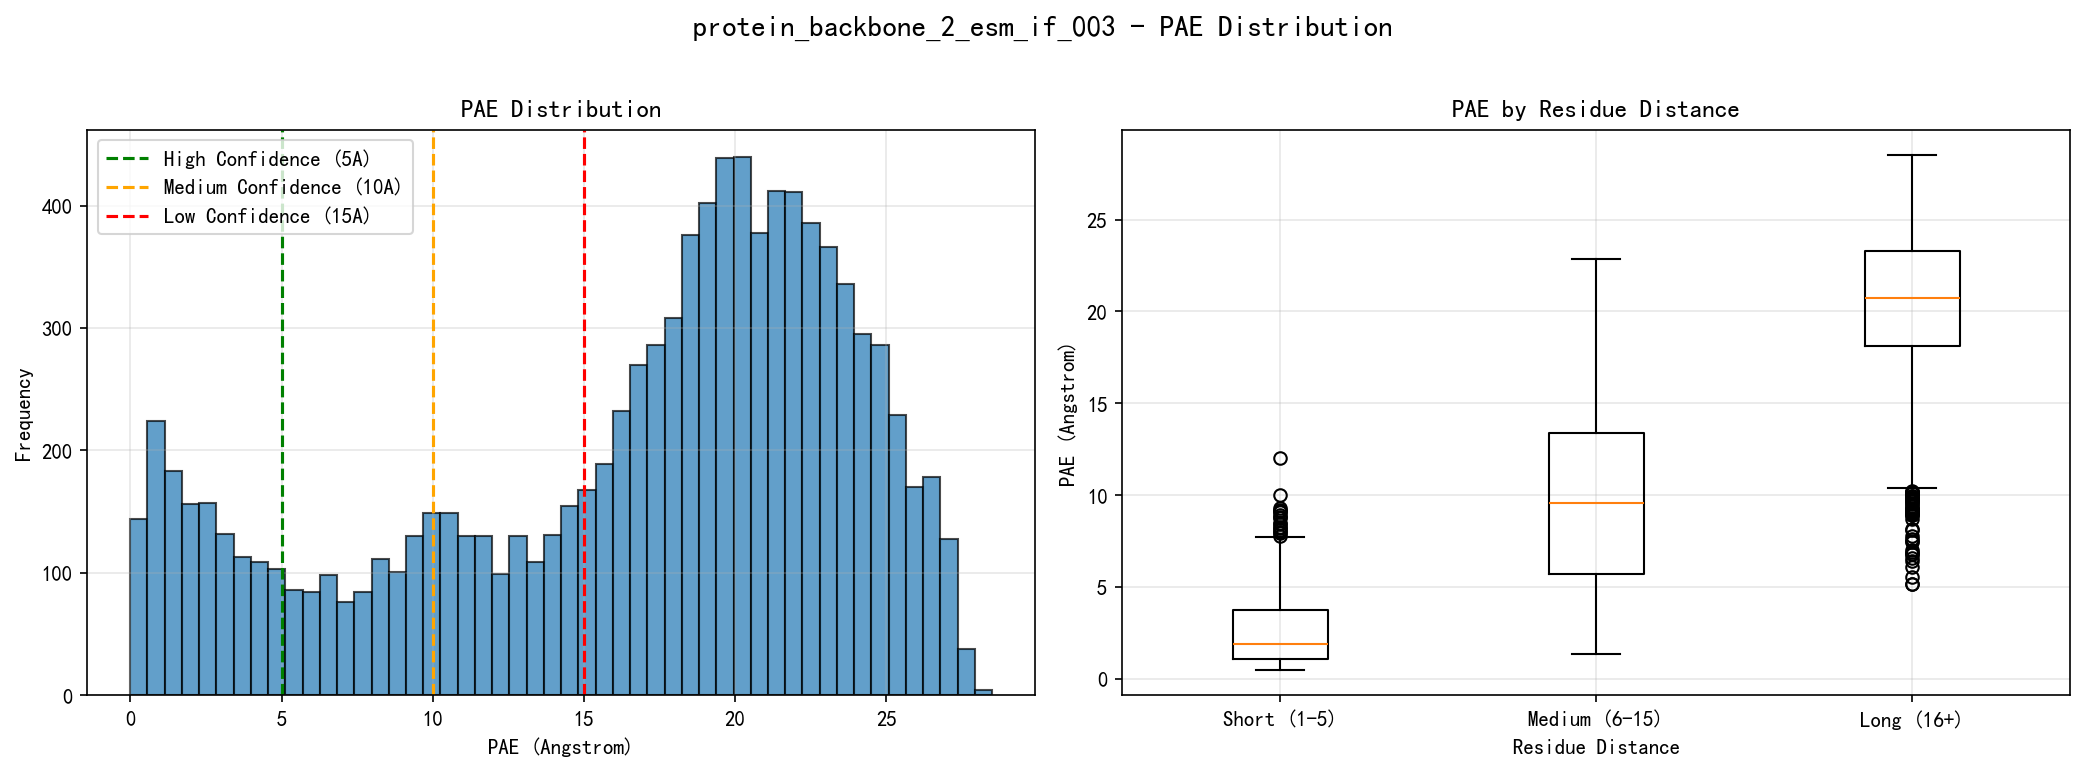 protein_backbone_2_esm_if_003 - PAE Distribution
PAE Distribution
High Confidence (5A)
Medium Confidence (10A)
Low Confidence (15A)
Frequency
400
300
200
100
0
0 5 10 15 20 25
PAE (Angstrom)
PAE by Residue Distance
PAE (Angstrom)
25
20
15
10
5
0
Short (1-5) Medium (6-15) Long (16+)
Residue Distance